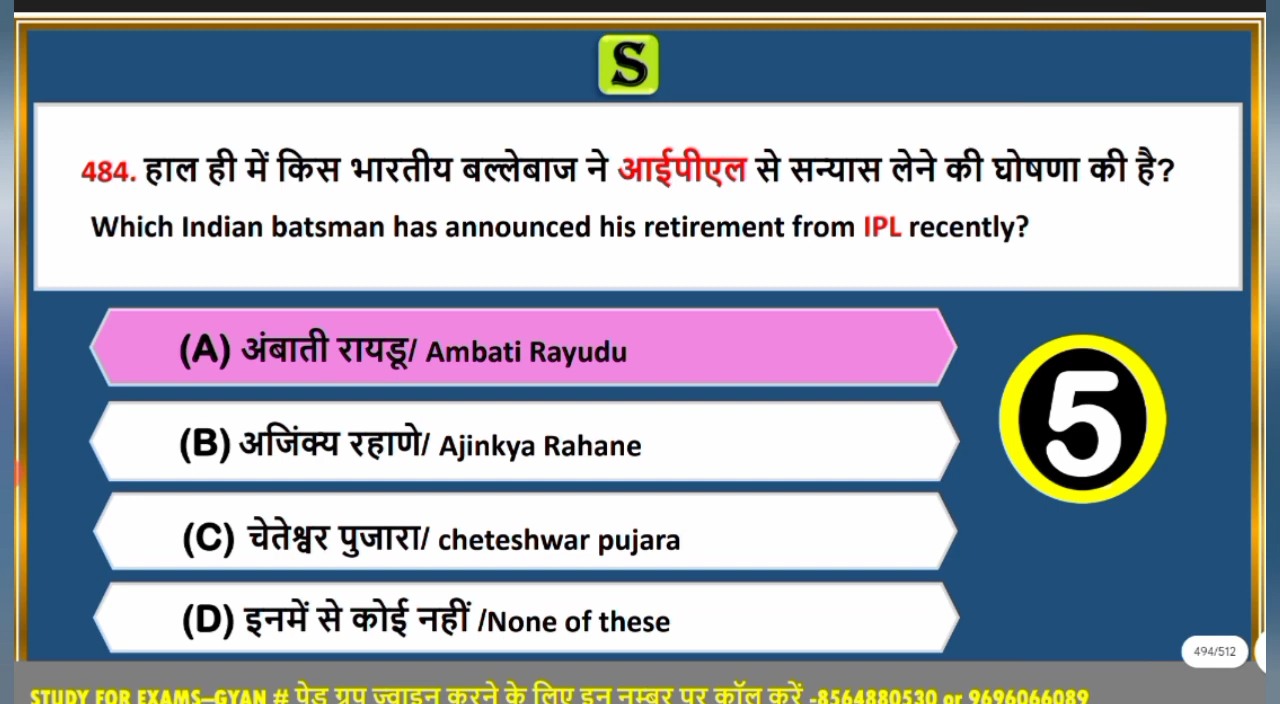 S
484. हाल ही में किस भारतीय बल्लेबाज ने आईपीएल से सन्यास लेने की घोषणा की है?
Which Indian batsman has announced his retirement from IPL recently?
(A) अंबाती रायडू/ Ambati Rayudu
(B) अजिंक्य रहाणे/ Ajinkya Rahane
5
(C) चेतेश्वर पुजारा/ cheteshwar pujara
(D) इनमें से कोई नहीं /None of these
494/512
STUDY FOR EXAMS–GYAN # पेड ग्रुप ज्वाइन करने के लिए इन नम्बर पर कॉल करें -8564880530 or 9696066089